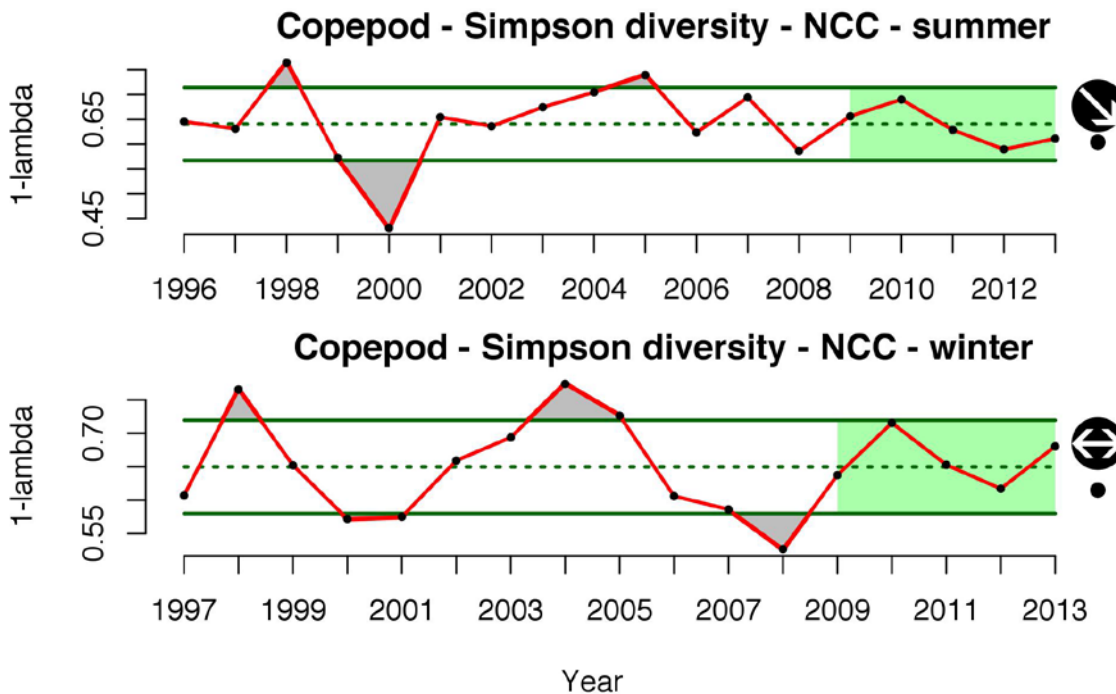 Copepod - Simpson diversity - NCC - summer
1-lambda
0.65
0.45
1996 1998 2000 2002 2004 2006 2008 2010 2012
Copepod - Simpson diversity - NCC - winter
1-lambda
0.70
0.55
1997 1999 2001 2003 2005 2007 2009 2011 2013
Year